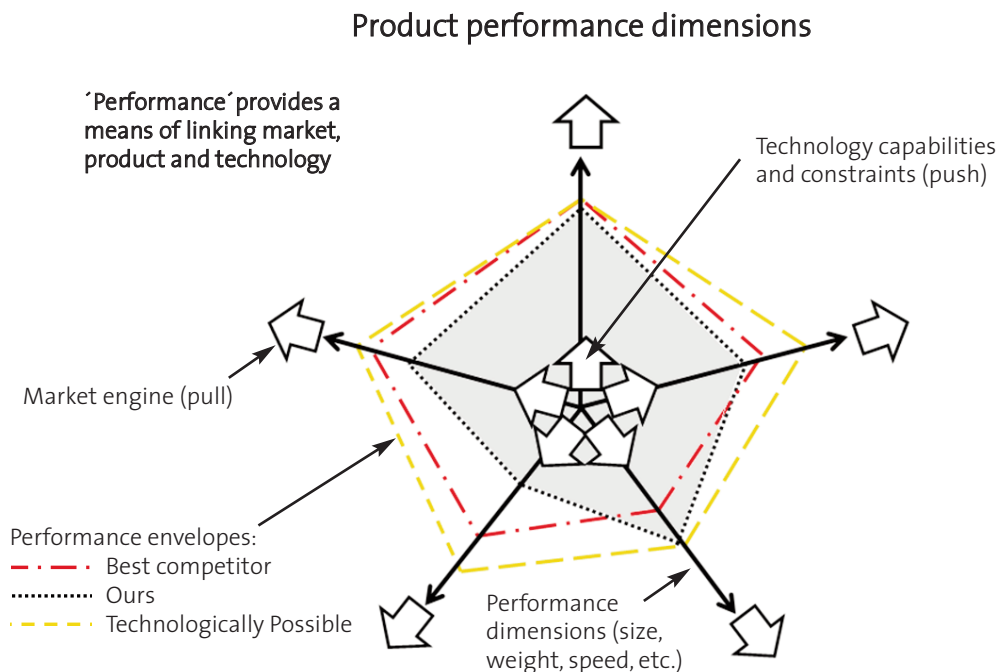 Product performance dimensions
´Performance´ provides a
means of linking market,
product and technology
Technology capabilities
and constraints (push)
Market engine (pull)
Performance envelopes:
Best competitor
Ours
Technologically Possible
Performance
dimensions (size,
weight, speed, etc.)